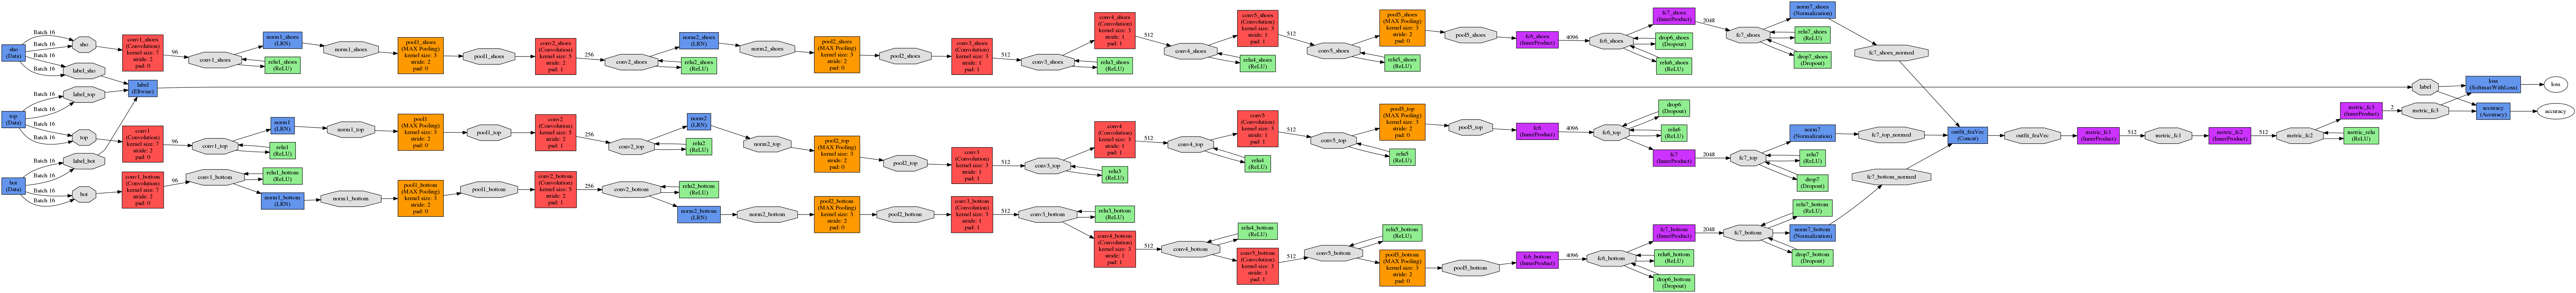 sho
(Data)
Batch 16
Batch 16
Batch 16
Batch 16
sho
label_sho
conv1_shoes
(Convolution)
kernel size: 7
stride: 2
pad: 0
96
conv1_shoes
norm1_shoes
(LRN)
relu1_shoes
(ReLU)
norm1_shoes
pool1_shoes
(MAX Pooling)
kernel size: 3
stride: 2
pad: 0
pool1_shoes
conv2_shoes
(Convolution)
kernel size: 5
stride: 2
pad: 1
256
conv2_shoes
norm2_shoes
(LRN)
relu2_shoes
(ReLU)
norm2_shoes
pool2_shoes
(MAX Pooling)
kernel size: 3
stride: 2
pad: 0
pool2_shoes
conv3_shoes
(Convolution)
kernel size: 3
stride: 1
pad: 1
512
conv3_shoes
relu3_shoes
(ReLU)
conv4_shoes
(Convolution)
kernel size: 3
stride: 1
pad: 1
512
conv4_shoes
relu4_shoes
(ReLU)
conv5_shoes
(Convolution)
kernel size: 3
stride: 1
pad: 1
512
conv5_shoes
relu5_shoes
(ReLU)
pool5_shoes
(MAX Pooling)
kernel size: 3
stride: 2
pad: 0
pool5_shoes
fc6_shoes
(InnerProduct)
4096
fc6_shoes
drop6_shoes
(Dropout)
relu6_shoes
(ReLU)
fc7_shoes
(InnerProduct)
2048
fc7_shoes
norm7_shoes
(Normalization)
relu7_shoes
(ReLU)
drop7_shoes
(Dropout)
fc7_shoes_normed
top
(Data)
Batch 16
Batch 16
Batch 16
Batch 16
label_top
top
label
(Eltwise)
conv1
(Convolution)
kernel size: 7
stride: 2
pad: 0
96
conv1_top
norm1
(LRN)
relu1
(ReLU)
norm1_top
pool1
(MAX Pooling)
kernel size: 3
stride: 2
pad: 0
pool1_top
conv2
(Convolution)
kernel size: 5
stride: 2
pad: 1
256
conv2_top
norm2
(LRN)
relu2
(ReLU)
norm2_top
pool2_top
(MAX Pooling)
kernel size: 3
stride: 2
pad: 0
pool2_top
conv3
(Convolution)
kernel size: 3
stride: 1
pad: 1
512
conv3_top
relu3
(ReLU)
conv4
(Convolution)
kernel size: 3
stride: 1
pad: 1
512
conv4_top
relu4
(ReLU)
conv5
(Convolution)
kernel size: 3
stride: 1
pad: 1
512
conv5_top
relu5
(ReLU)
pool5_top
(MAX Pooling)
kernel size: 3
stride: 2
pad: 0
pool5_top
fc6
(InnerProduct)
4096
fc6_top
drop6
(Dropout)
relu6
(ReLU)
fc7
(InnerProduct)
2048
fc7_top
norm7
(Normalization)
relu7
(ReLU)
drop7
(Dropout)
fc7_top_normed
bot
(Data)
Batch 16
Batch 16
Batch 16
Batch 16
label_bot
bot
conv1_bottom
(Convolution)
kernel size: 7
stride: 2
pad: 0
96
conv1_bottom
relu1_bottom
(ReLU)
norm1_bottom
(LRN)
norm1_bottom
pool1_bottom
(MAX Pooling)
kernel size: 3
stride: 2
pad: 0
pool1_bottom
conv2_bottom
(Convolution)
kernel size: 5
stride: 2
pad: 1
256
conv2_bottom
relu2_bottom
(ReLU)
norm2_bottom
(LRN)
norm2_bottom
pool2_bottom
(MAX Pooling)
kernel size: 3
stride: 2
pad: 0
pool2_bottom
conv3_bottom
(Convolution)
kernel size: 3
stride: 1
pad: 1
512
conv3_bottom
relu3_bottom
(ReLU)
conv4_bottom
(Convolution)
kernel size: 3
stride: 1
pad: 1
512
conv4_bottom
relu4_bottom
(ReLU)
conv5_bottom
(Convolution)
kernel size: 3
stride: 1
pad: 1
512
conv5_bottom
relu5_bottom
(ReLU)
pool5_bottom
(MAX Pooling)
kernel size: 3
stride: 2
pad: 0
pool5_bottom
fc6_bottom
(InnerProduct)
4096
fc6_bottom
fc7_bottom
(InnerProduct)
relu6_bottom
(ReLU)
drop6_bottom
(Dropout)
2048
fc7_bottom
relu7_bottom
(ReLU)
norm7_bottom
(Normalization)
drop7_bottom
(Dropout)
fc7_bottom_normed
outfit_feaVec
(Concat)
outfit_feaVec
metric_fc1
(InnerProduct)
512
metric_fc1
metric_fc2
(InnerProduct)
512
metric_fc2
metric_fc3
(InnerProduct)
metric_relu
(ReLU)
2
metric_fc3
label
loss
(SoftmaxWithLoss)
accuracy
(Accuracy)
loss
accuracy